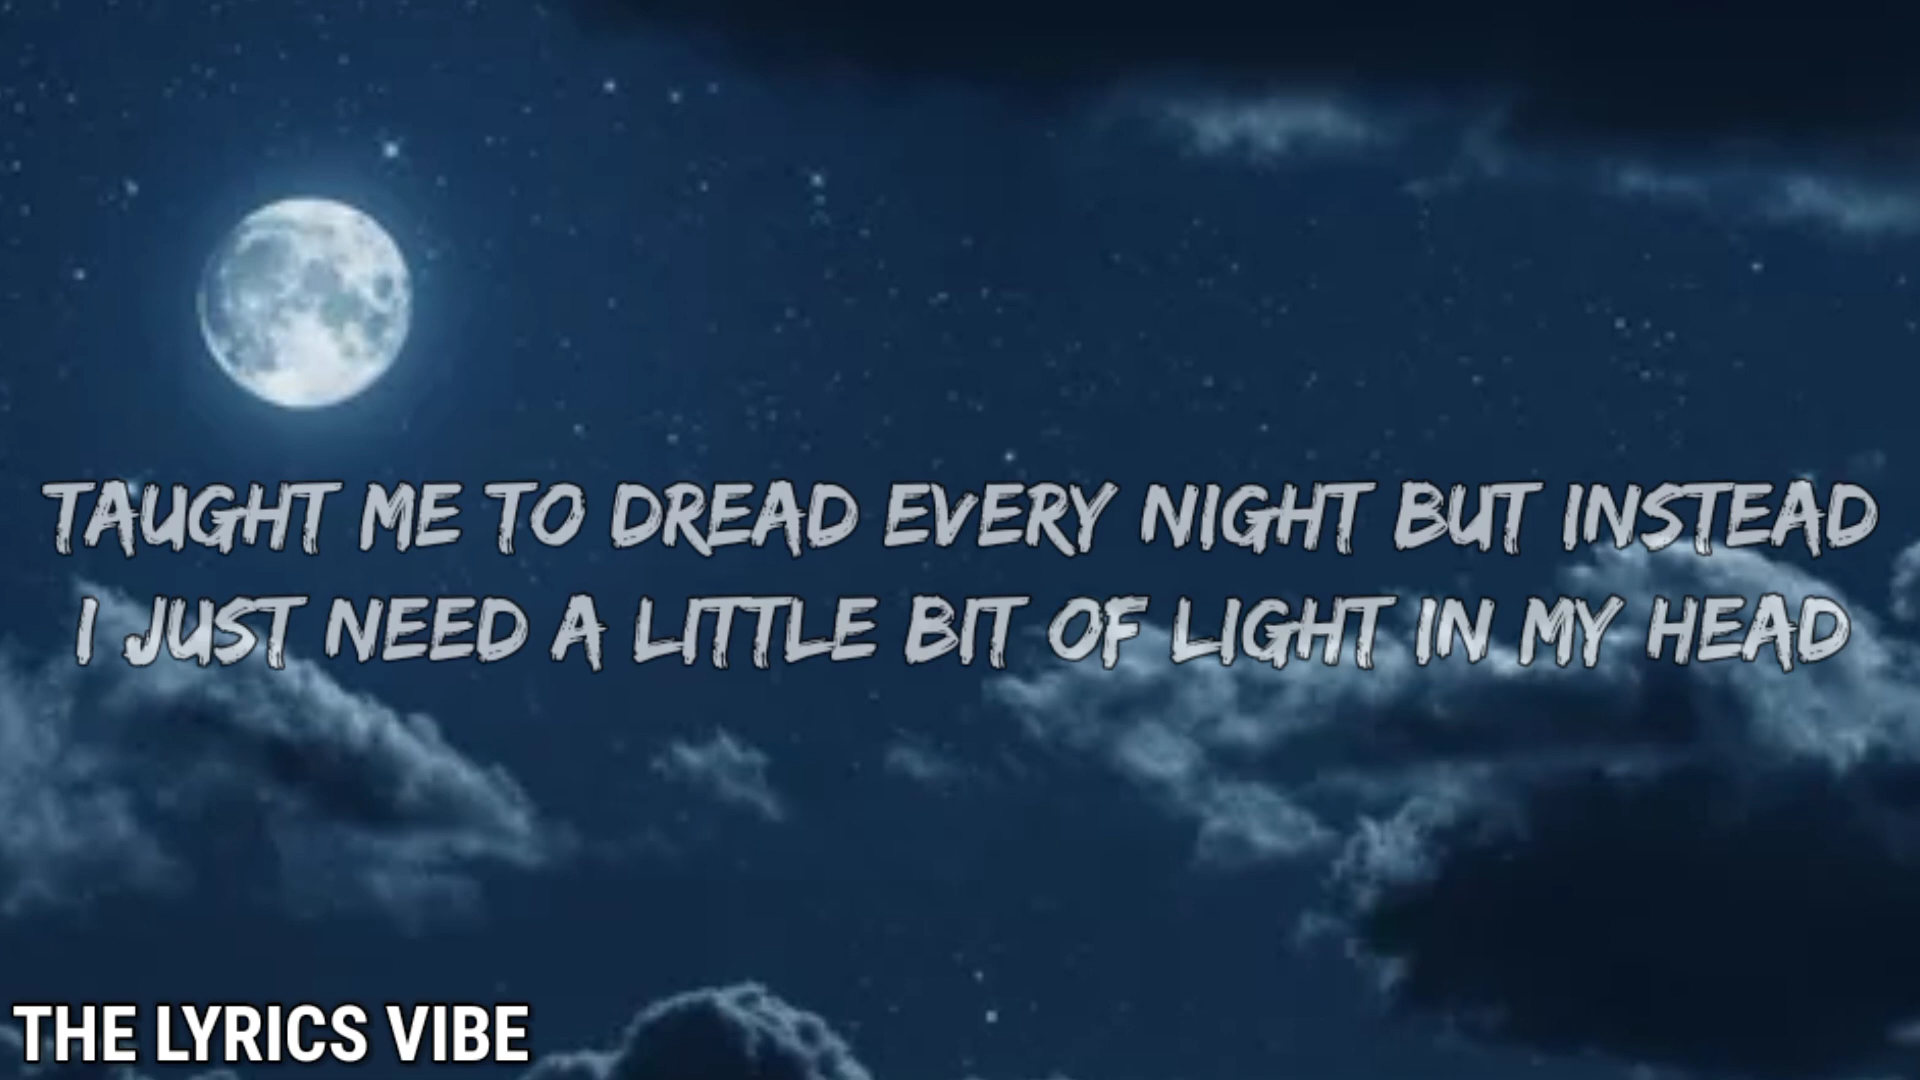 TAUGHT ME TO DREAD EVERY NIGHT BUT INSTEAD
I JUST NEED A LITTLE BIT OF LIGHT IN MY HEAD
THE LYRICS VIBE